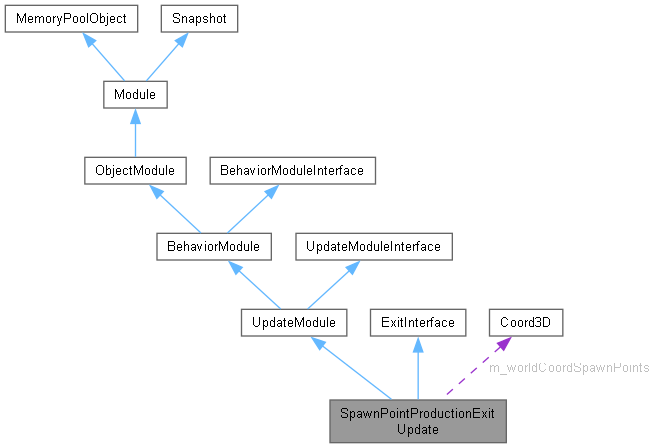 MemoryPoolObject
Snapshot
Module
ObjectModule
BehaviorModuleInterface
BehaviorModule
UpdateModuleInterface
UpdateModule
ExitInterface
Coord3D
m_worldCoordSpawnPoints
SpawnPointProductionExit
Update